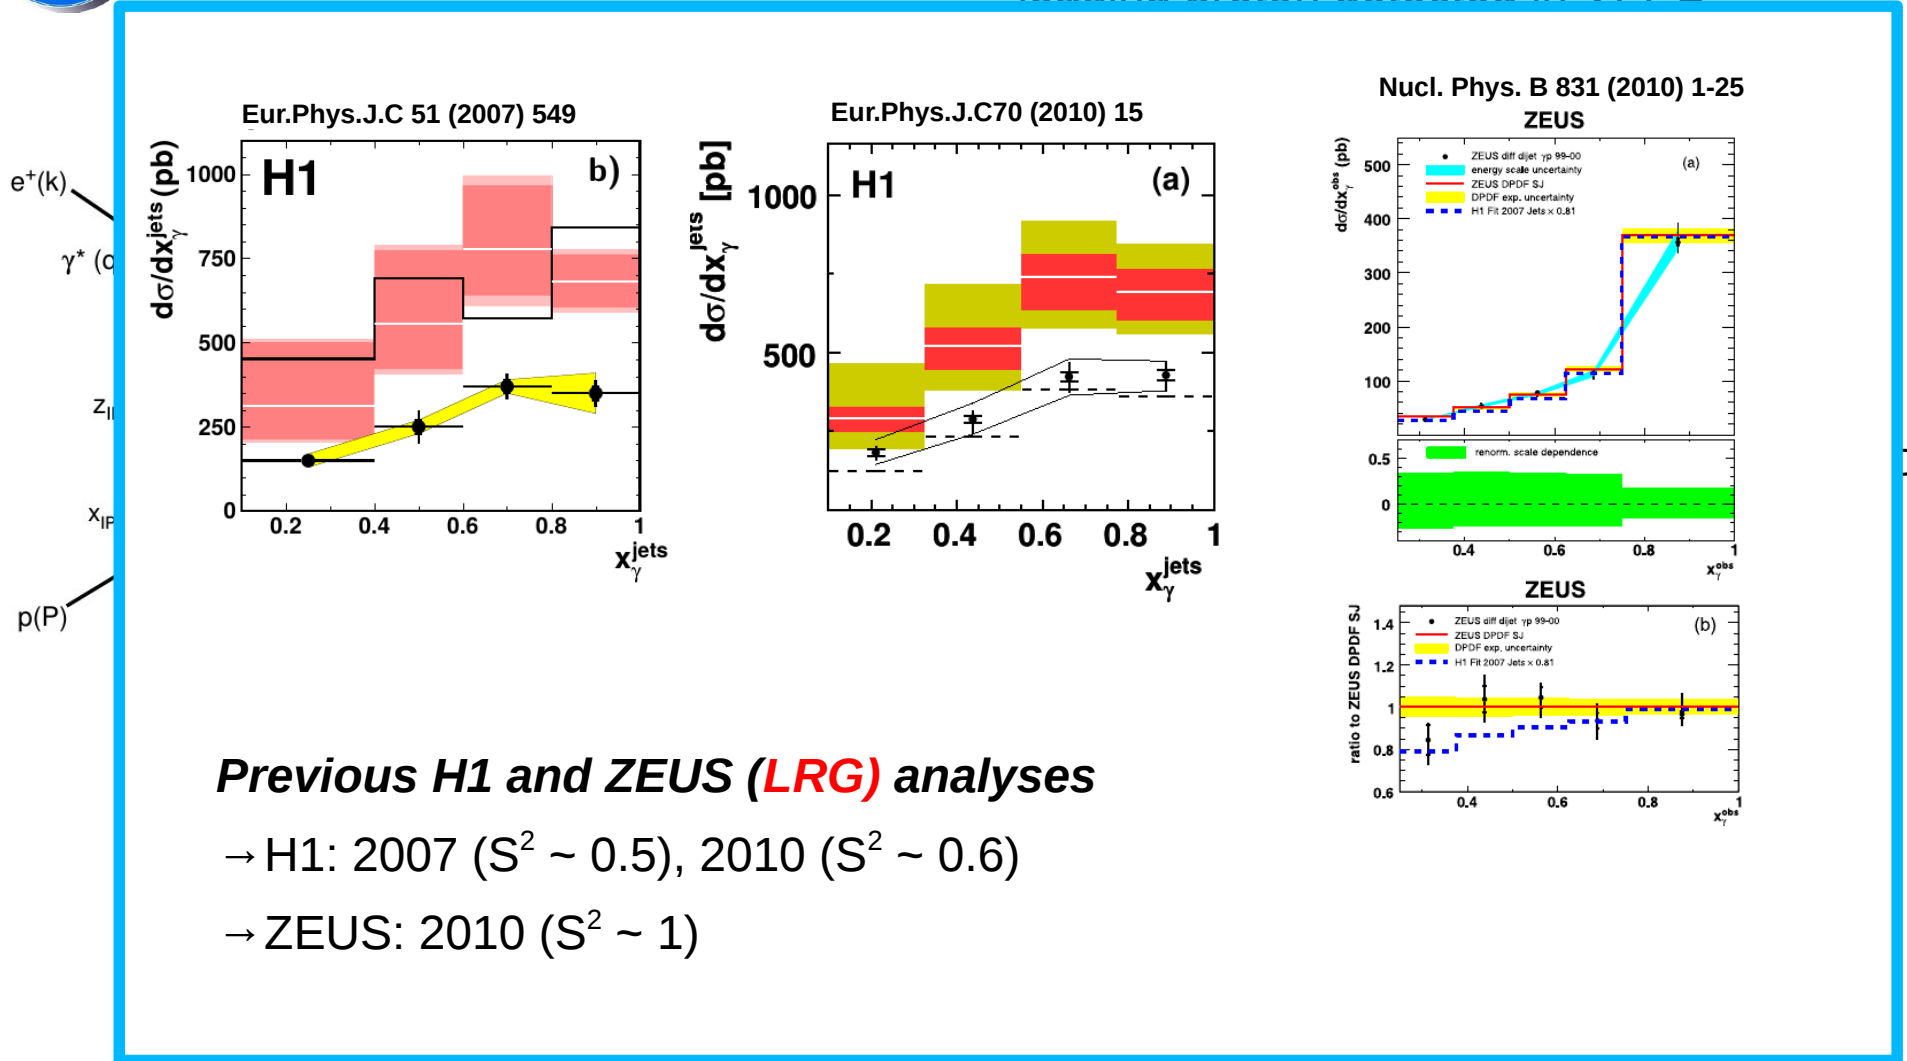 Eur.Phys.J.C 51 (2007) 549
dσ/dxγ^jets (pb)
H1
b)
1000
750
500
250
0
0.2 0.4 0.6 0.8 1
xγ^jets
Eur.Phys.J.C70 (2010) 15
dσ/dxγ^jets [pb]
H1
(a)
1000
500
0.2 0.4 0.6 0.8 1
xγ^jets
Nucl. Phys. B 831 (2010) 1-25
ZEUS
dσ/dxγ^obs (pb)
(a)
ZEUS diff dijet γp 99-00
energy scale uncertainty
ZEUS DPDF SJ
DPDF exp. uncertainty
H1 Fit 2007 Jets × 0.81
500
400
300
200
100
renorm. scale dependence
0.5
0
0.4 0.6 0.8 1
xγ^obs
ZEUS
ratio to ZEUS DPDF SJ
(b)
ZEUS diff dijet γp 99-00
ZEUS DPDF SJ
DPDF exp. uncertainty
H1 Fit 2007 Jets × 0.81
1.4
1.2
1
0.8
0.6
0.4 0.6 0.8 1
xγ^obs
e⁺(k)
γ* (
z
x_IP
p(P)
Previous H1 and ZEUS (LRG) analyses
→H1: 2007 (S² ~ 0.5), 2010 (S² ~ 0.6)
→ZEUS: 2010 (S² ~ 1)